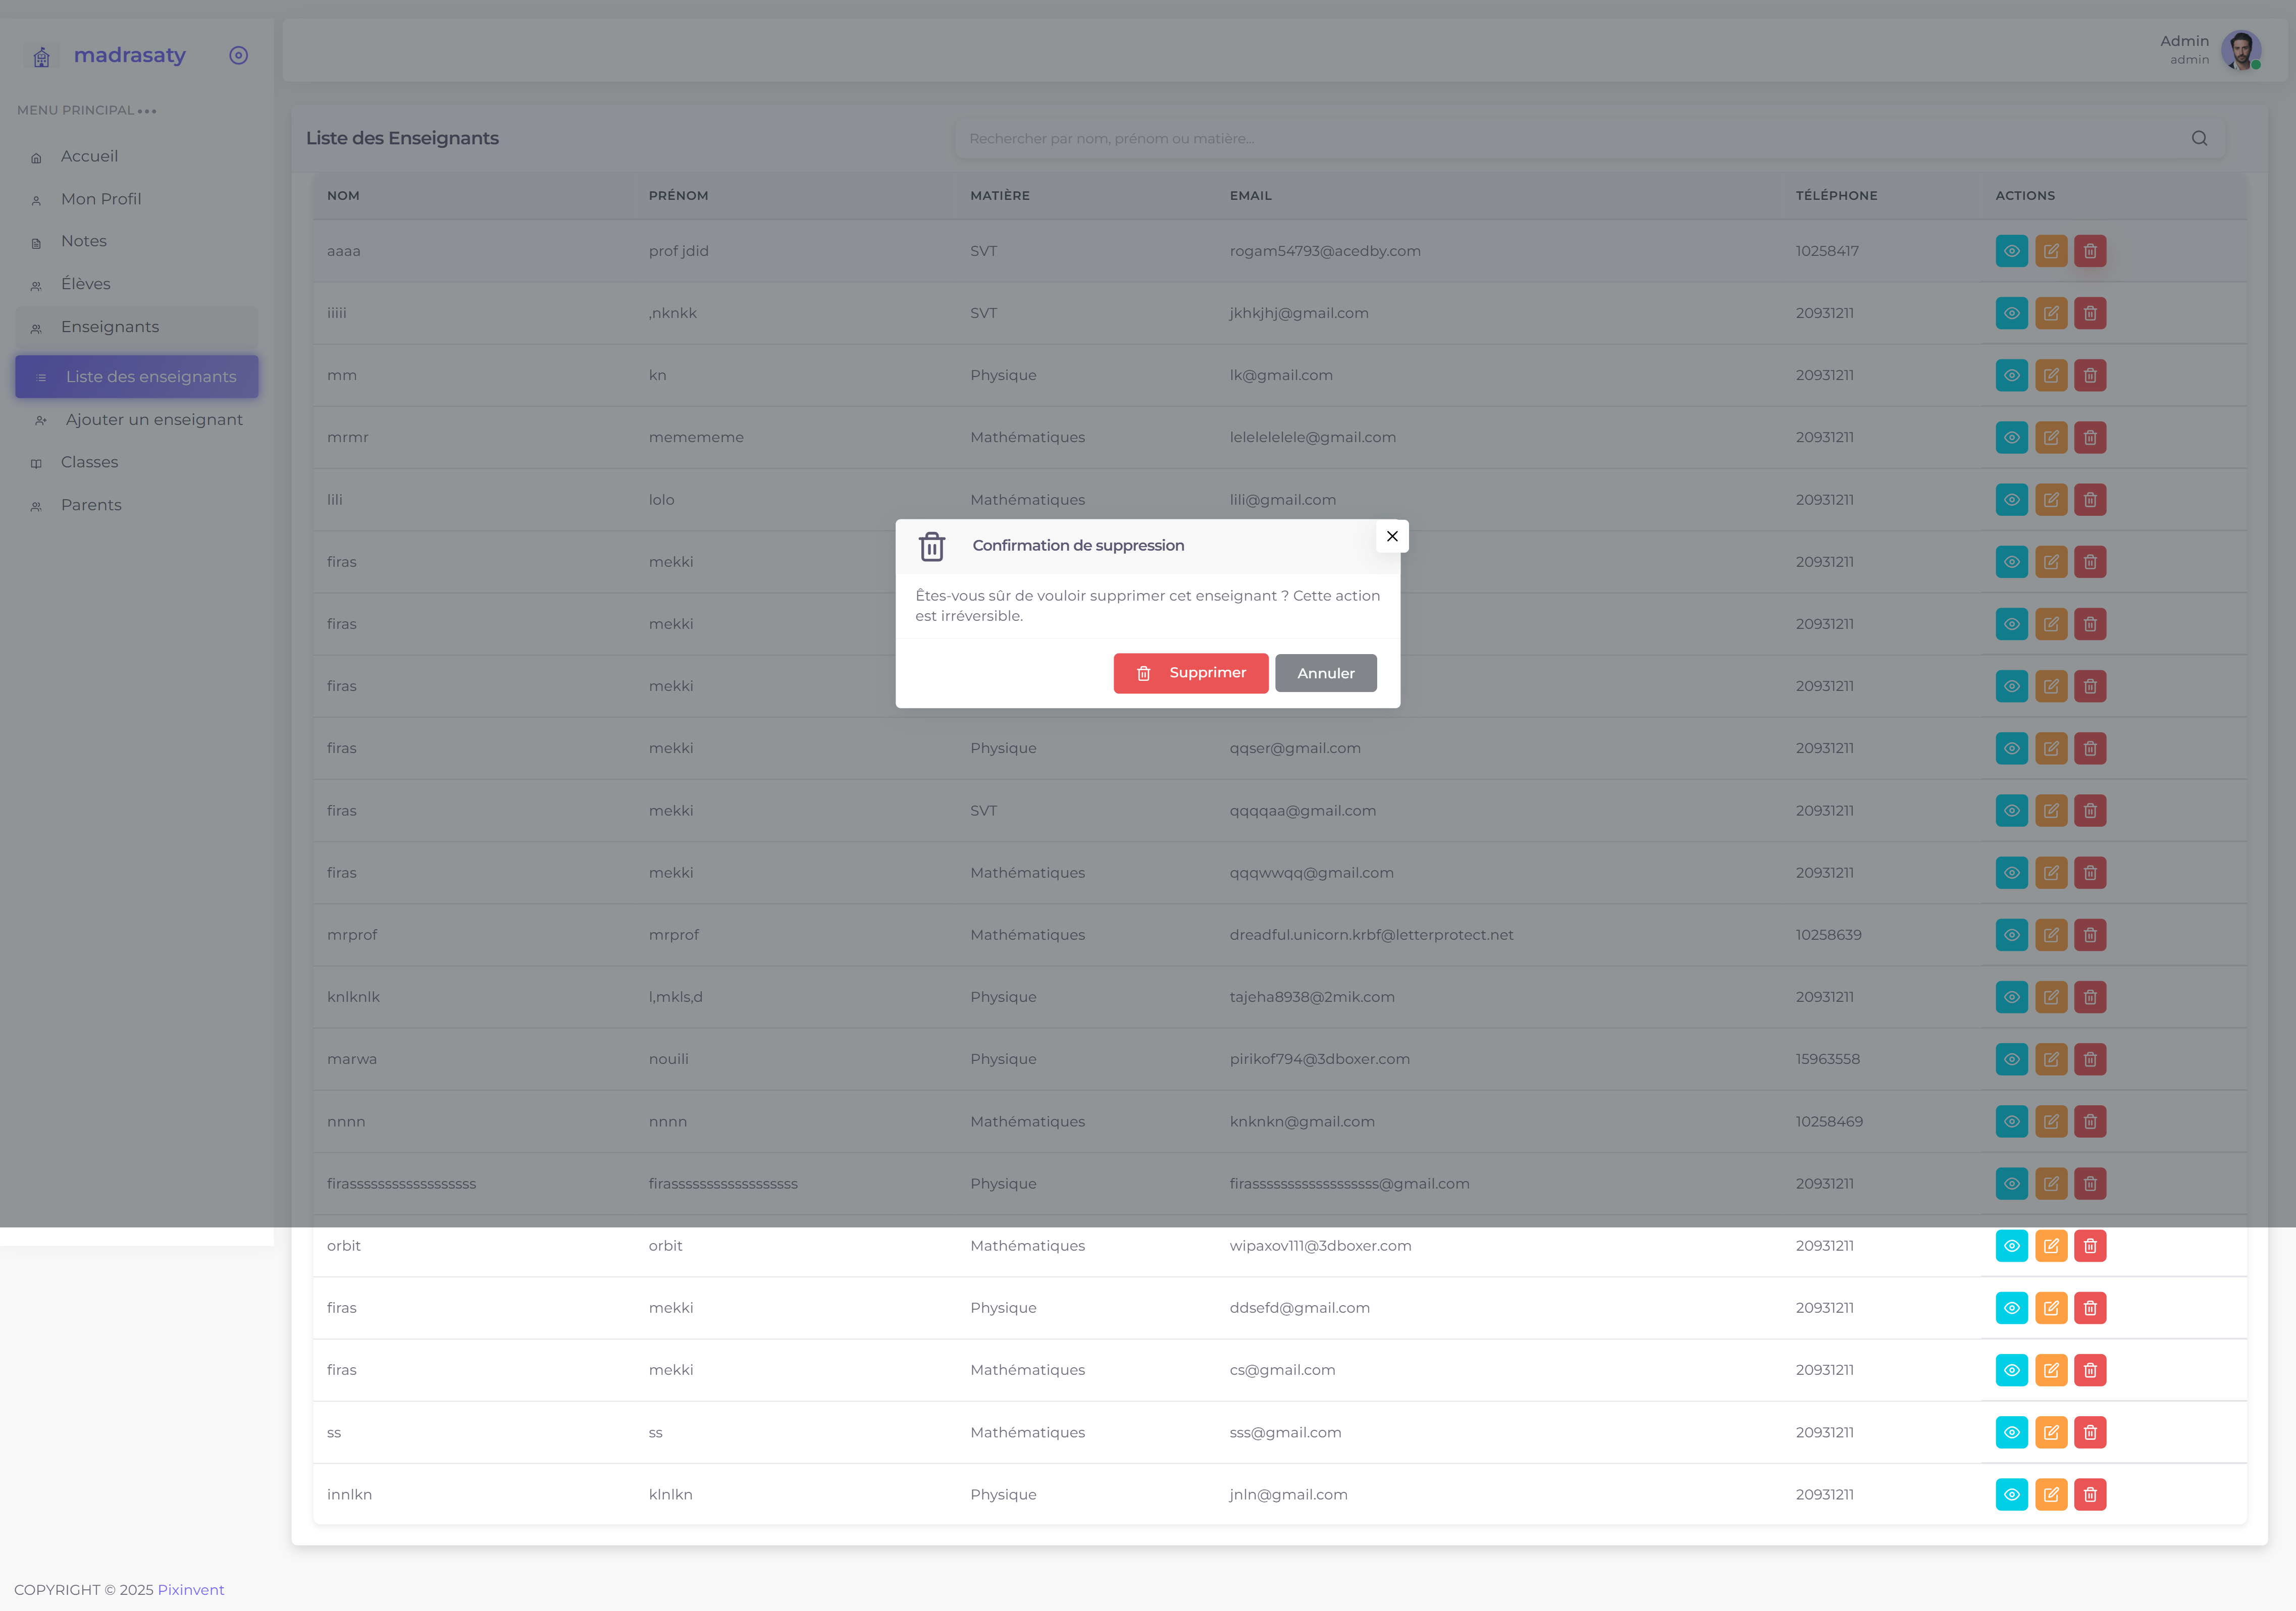 madrasaty
Admin
admin
MENU PRINCIPAL
Accueil
Mon Profil
Notes
Élèves
Enseignants
Liste des enseignants
Ajouter un enseignant
Classes
Parents
Liste des Enseignants
Rechercher par nom, prénom ou matière...
NOM PRÉNOM MATIÈRE EMAIL TÉLÉPHONE ACTIONS
aaaa prof jdid SVT rogam54793@acedby.com 10258417
iiiii ,nknkk SVT jkhkjhj@gmail.com 20931211
mm kn Physique lk@gmail.com 20931211
mrmr memememe Mathématiques lelelelelele@gmail.com 20931211
lili lolo Mathématiques lili@gmail.com 20931211
firas mekki 20931211
firas mekki 20931211
firas mekki 20931211
firas mekki Physique qqser@gmail.com 20931211
firas mekki SVT qqqqaa@gmail.com 20931211
firas mekki Mathématiques qqqwwqq@gmail.com 20931211
mrprof mrprof Mathématiques dreadful.unicorn.krbf@letterprotect.net 10258639
knlknlk l,mkls,d Physique tajeha8938@2mik.com 20931211
marwa nouili Physique pirikof794@3dboxer.com 15963558
nnnn nnnn Mathématiques knknkn@gmail.com 10258469
firasssssssssssssssssss firasssssssssssssssssss Physique firasssssssssssssssssss@gmail.com 20931211
orbit orbit Mathématiques wipaxov111@3dboxer.com 20931211
firas mekki Physique ddsefd@gmail.com 20931211
firas mekki Mathématiques cs@gmail.com 20931211
ss ss Mathématiques sss@gmail.com 20931211
innlkn klnlkn Physique jnln@gmail.com 20931211
Confirmation de suppression
Êtes-vous sûr de vouloir supprimer cet enseignant ? Cette action
est irréversible.
Supprimer
Annuler
COPYRIGHT © 2025 Pixinvent